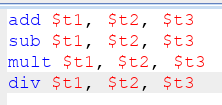 add $t1, $t2, $t3
sub $t1, $t2, $t3
mult $t1, $t2, $t3
div $t1, $t2, $t3